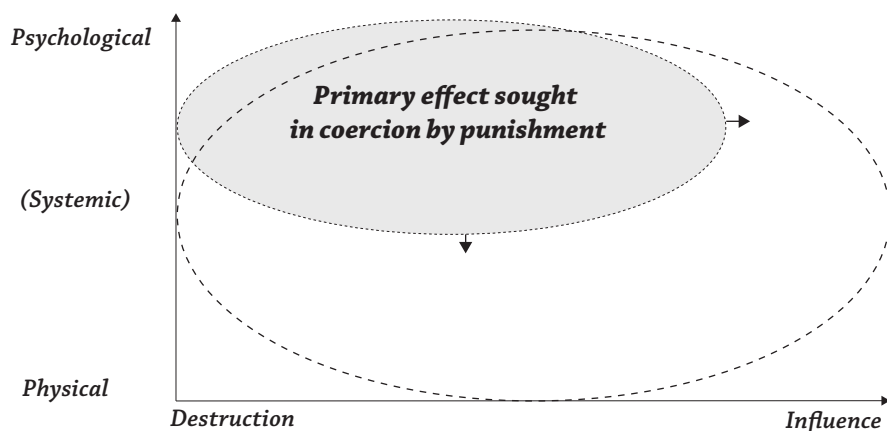 Psychological
Primary effect sought
in coercion by punishment
(Systemic)
Physical
Destruction
Influence